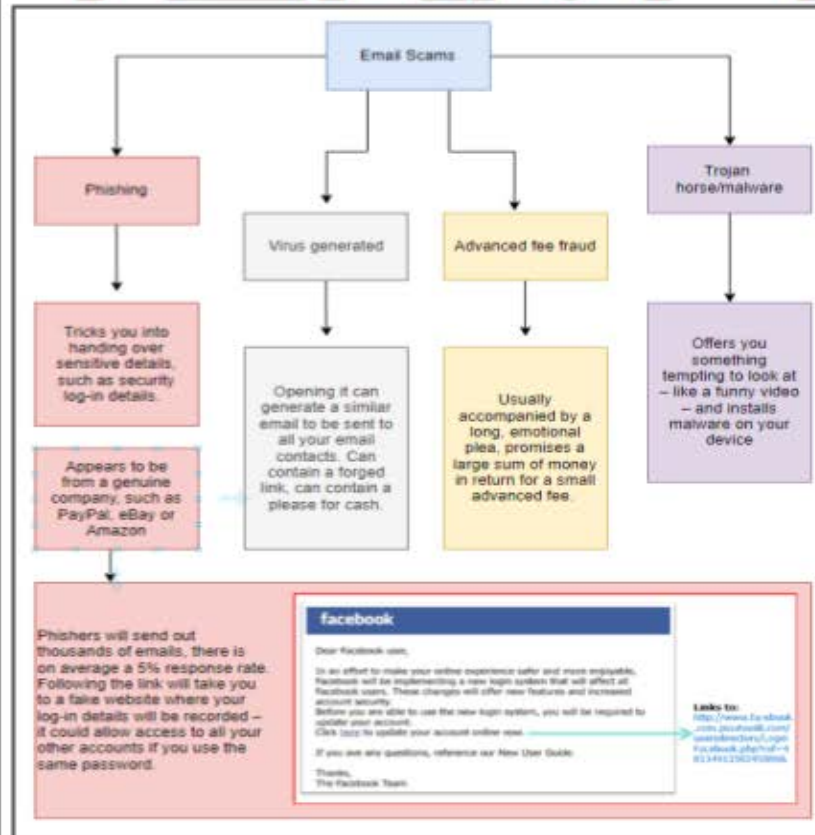 Email Scams
Phishing
Virus generated
Advanced fee fraud
Trojan
horse/malware
Tricks you into
handing over
sensitive details,
such as security
log-in details.
Appears to be
from a genuine
company, such as
PayPal, eBay or
Amazon
Opening it can
generate a similar
email to be sent to
all your email
contacts. Can
contain a forged
link, can contain a
please for cash.
Usually
accompanied by a
long, emotional
plea, promises a
large sum of money
in return for a small
advanced fee.
Offers you
something
tempting to look at
– like a funny video
– and installs
malware on your
device
Phishers will send out
thousands of emails, there is
on average a 5% response rate.
Following the link will take you
to a fake website where your
log-in details will be recorded –
it could allow access to all your
other accounts if you use the
same password.
facebook
Dear Facebook user,
In an effort to make your online experience safer and more enjoyable,
Facebook will be implementing a new login system that will affect all
Facebook users. These changes will offer new features and increased
account security.
Before you are able to use the new login system, you will be required to
update your account.
Click here to update your account online now.
If you have any questions, reference our New User Guide.
Thanks,
The Facebook Team
Links to:
http://www.facebook